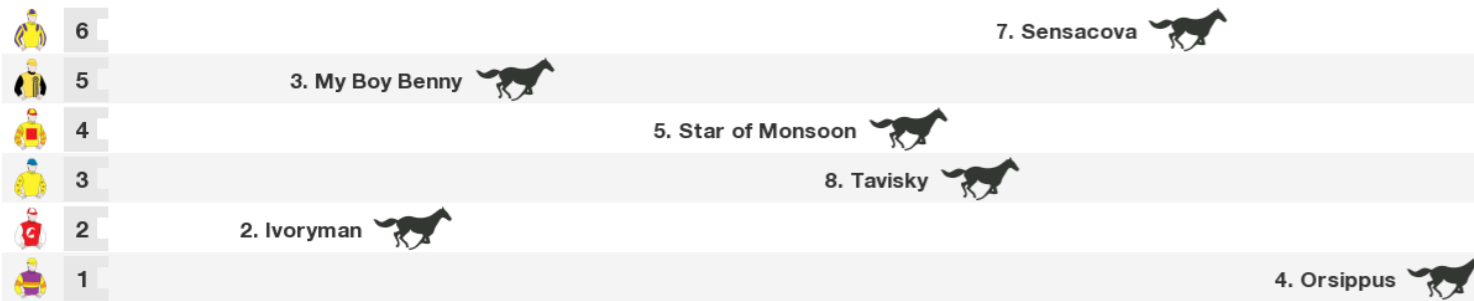 6 7. Sensacova
5 3. My Boy Benny
4 5. Star of Monsoon
3 8. Tavisky
2 2. Ivoryman
1 4. Orsippus